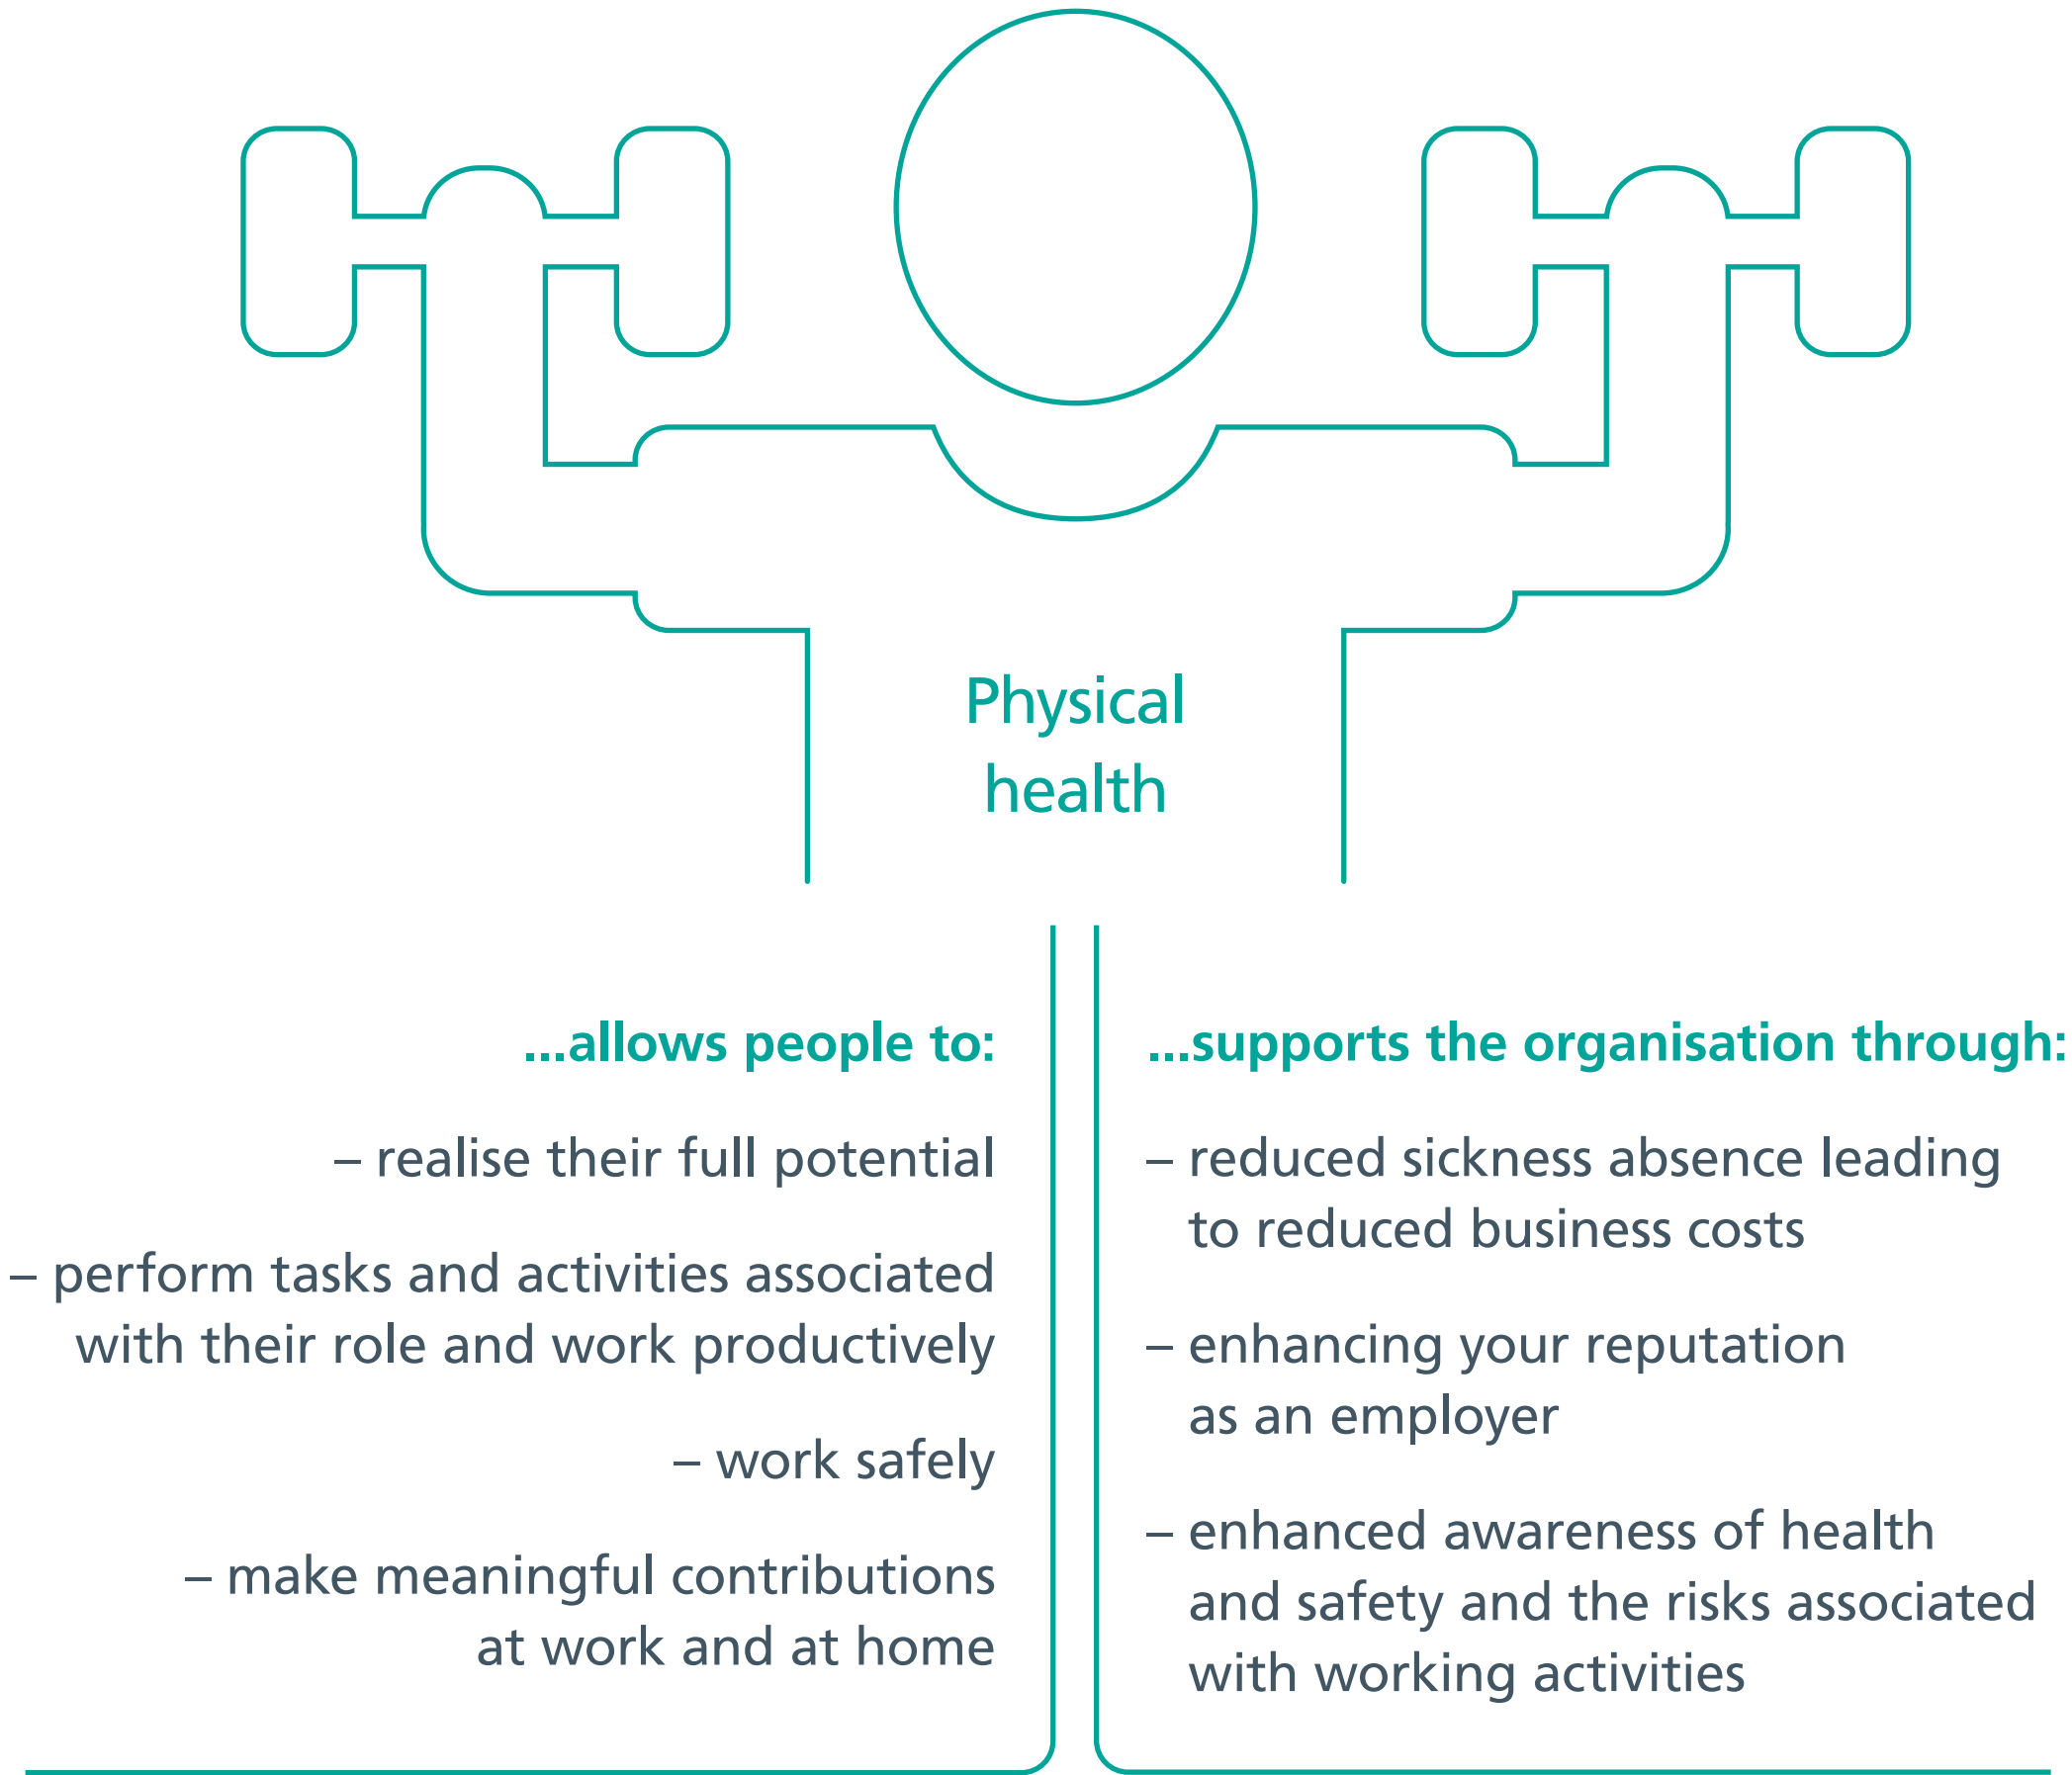 Physical
health
...allows people to:
– realise their full potential
– perform tasks and activities associated
with their role and work productively
– work safely
– make meaningful contributions
at work and at home
...supports the organisation through:
– reduced sickness absence leading
to reduced business costs
– enhancing your reputation
as an employer
– enhanced awareness of health
and safety and the risks associated
with working activities